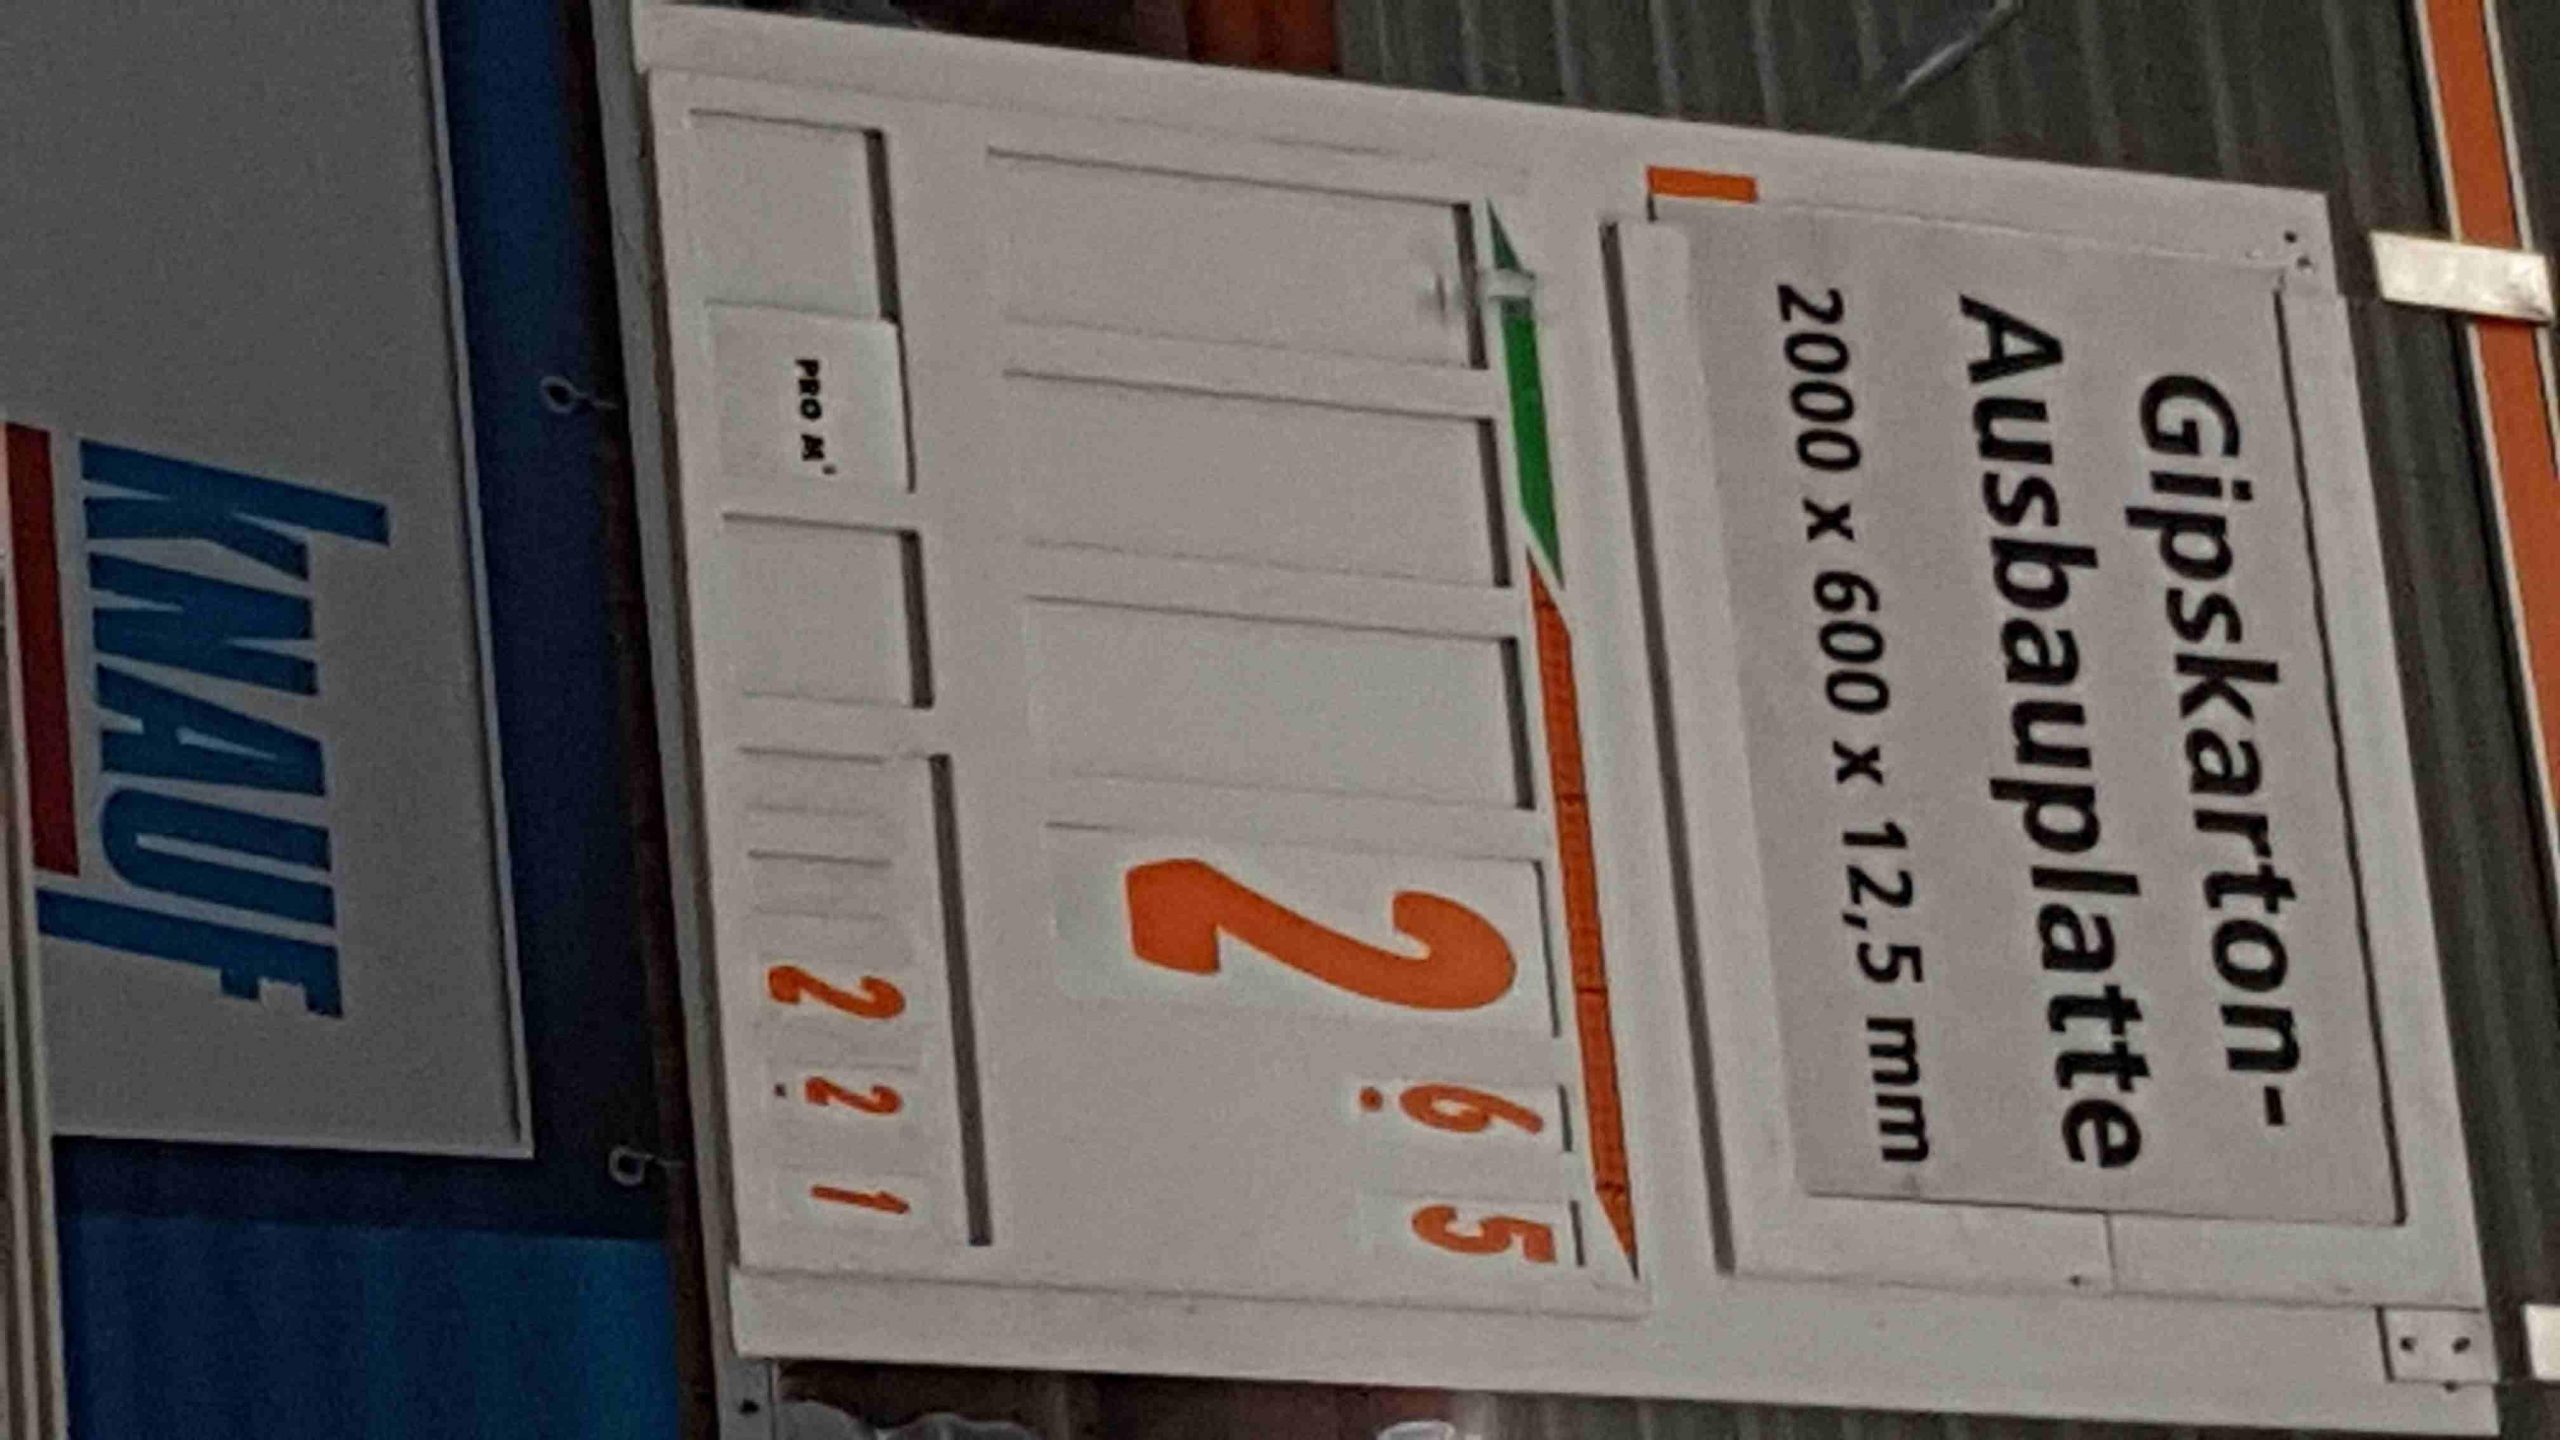 Gipskarton-
Ausbauplatte
2000 x 600 x 12,5 mm
2.65
PRO M² 2.21
KNAUF